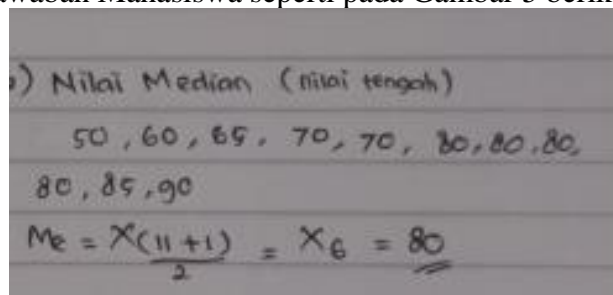 Jawaban Mahasiswa seperti pada Gambar 3 berik
) Nilai Median (nilai tengah)
50, 60, 65, 70, 70, 80, 80, 80,
80, 85, 90
Me = X(11+1)/2 = X6 = 80